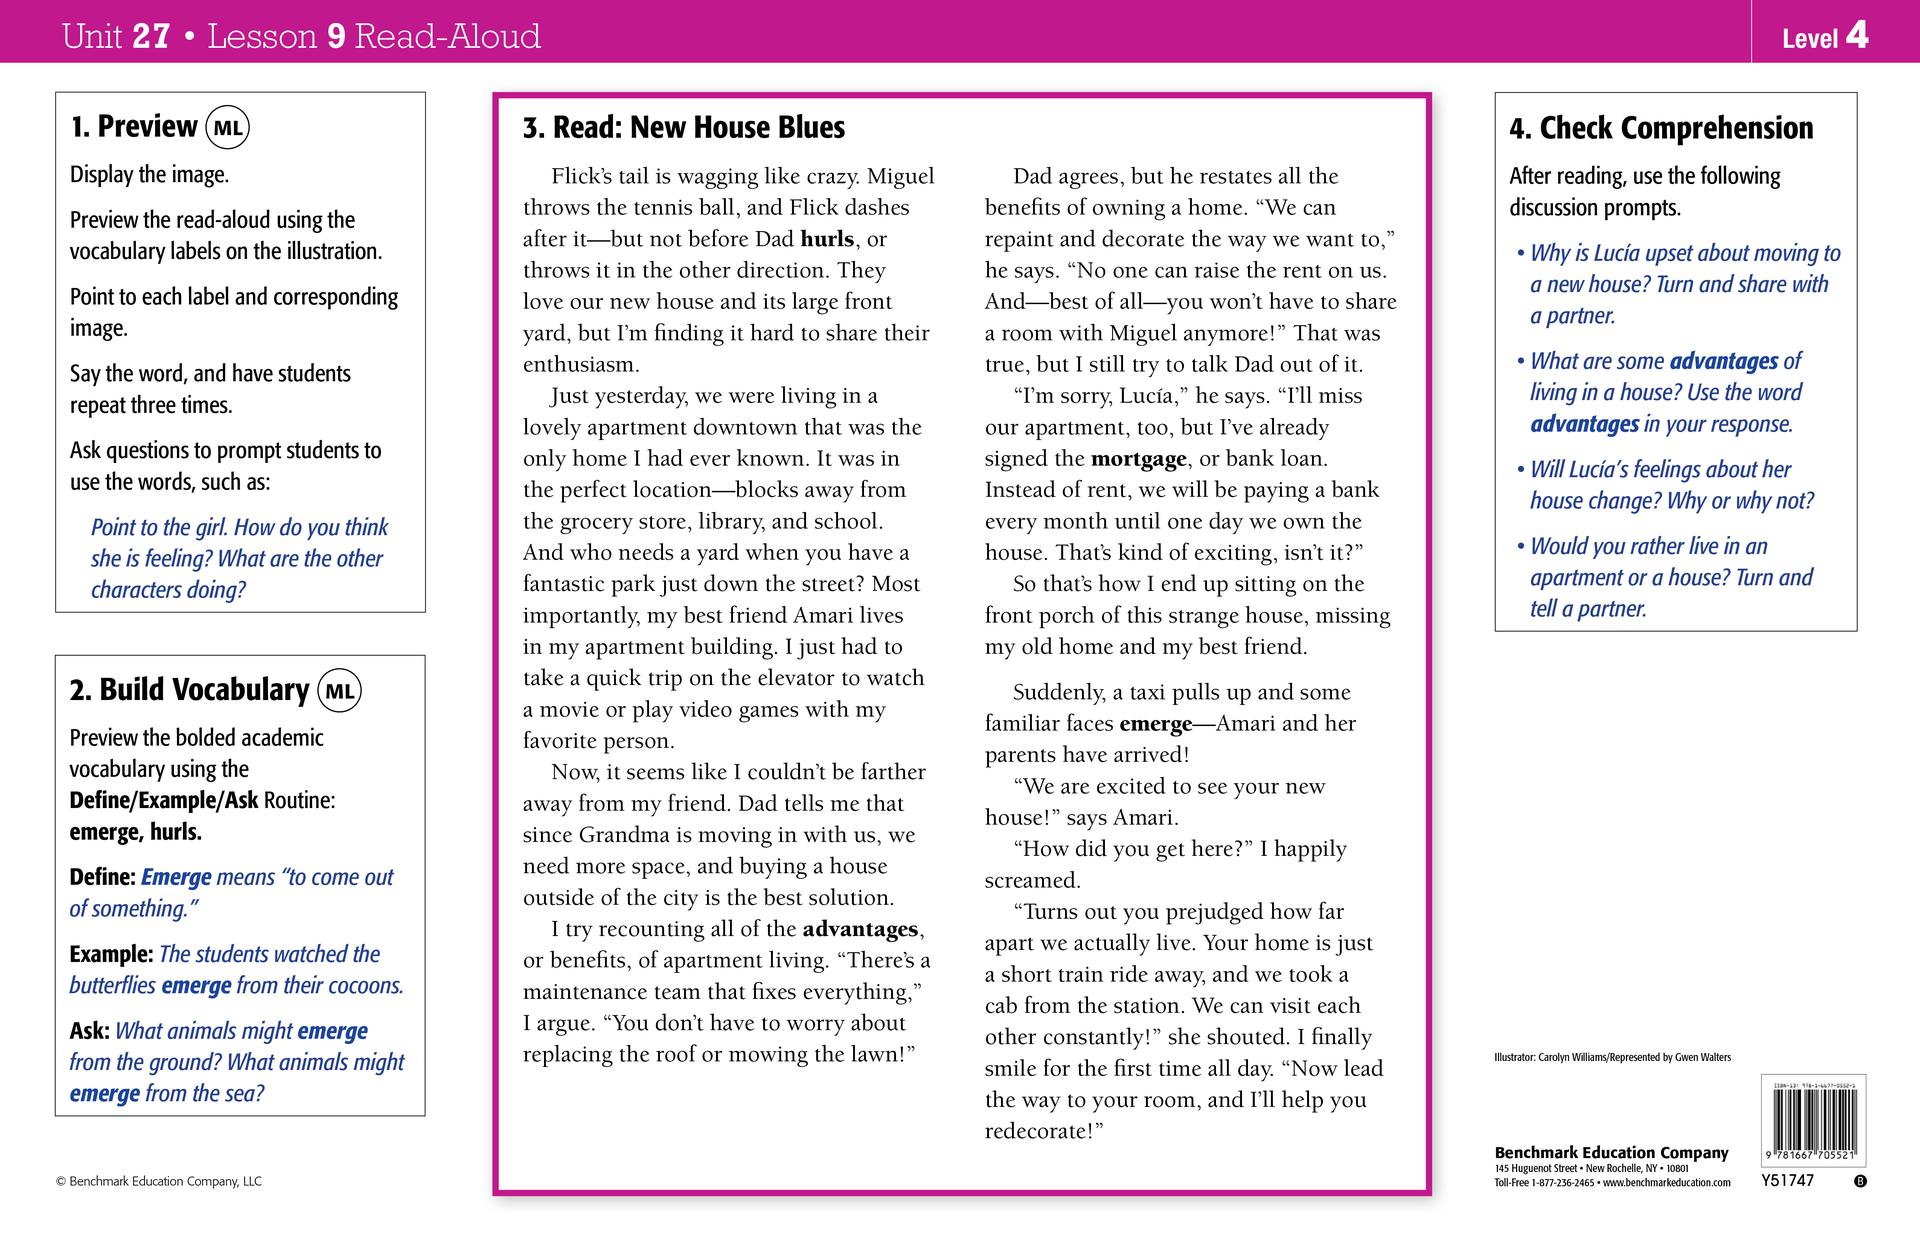 Unit 27 • Lesson 9 Read-Aloud
Level 4
1. Preview ML
Display the image.
Preview the read-aloud using the
vocabulary labels on the illustration.
Point to each label and corresponding
image.
Say the word, and have students
repeat three times.
Ask questions to prompt students to
use the words, such as:
Point to the girl. How do you think
she is feeling? What are the other
characters doing?
2. Build Vocabulary ML
Preview the bolded academic
vocabulary using the
Define/Example/Ask Routine:
emerge, hurls.
Define: Emerge means “to come out
of something.”
Example: The students watched the
butterflies emerge from their cocoons.
Ask: What animals might emerge
from the ground? What animals might
emerge from the sea?
© Benchmark Education Company, LLC
3. Read: New House Blues
Flick’s tail is wagging like crazy. Miguel
throws the tennis ball, and Flick dashes
after it—but not before Dad hurls, or
throws it in the other direction. They
love our new house and its large front
yard, but I’m finding it hard to share their
enthusiasm.
Just yesterday, we were living in a
lovely apartment downtown that was the
only home I had ever known. It was in
the perfect location—blocks away from
the grocery store, library, and school.
And who needs a yard when you have a
fantastic park just down the street? Most
importantly, my best friend Amari lives
in my apartment building. I just had to
take a quick trip on the elevator to watch
a movie or play video games with my
favorite person.
Now, it seems like I couldn’t be farther
away from my friend. Dad tells me that
since Grandma is moving in with us, we
need more space, and buying a house
outside of the city is the best solution.
I try recounting all of the advantages,
or benefits, of apartment living. “There’s a
maintenance team that fixes everything,”
I argue. “You don’t have to worry about
replacing the roof or mowing the lawn!”
Dad agrees, but he restates all the
benefits of owning a home. “We can
repaint and decorate the way we want to,”
he says. “No one can raise the rent on us.
And—best of all—you won’t have to share
a room with Miguel anymore!” That was
true, but I still try to talk Dad out of it.
“I’m sorry, Lucía,” he says. “I’ll miss
our apartment, too, but I’ve already
signed the mortgage, or bank loan.
Instead of rent, we will be paying a bank
every month until one day we own the
house. That’s kind of exciting, isn’t it?”
So that’s how I end up sitting on the
front porch of this strange house, missing
my old home and my best friend.
Suddenly, a taxi pulls up and some
familiar faces emerge—Amari and her
parents have arrived!
“We are excited to see your new
house!” says Amari.
“How did you get here?” I happily
screamed.
“Turns out you prejudged how far
apart we actually live. Your home is just
a short train ride away, and we took a
cab from the station. We can visit each
other constantly!” she shouted. I finally
smile for the first time all day. “Now lead
the way to your room, and I’ll help you
redecorate!”
4. Check Comprehension
After reading, use the following
discussion prompts.
• Why is Lucía upset about moving to
a new house? Turn and share with
a partner.
• What are some advantages of
living in a house? Use the word
advantages in your response.
• Will Lucía’s feelings about her
house change? Why or why not?
• Would you rather live in an
apartment or a house? Turn and
tell a partner.
Illustrator: Carolyn Williams/Represented by Gwen Walters
Benchmark Education Company
145 Huguenot Street • New Rochelle, NY • 10801
Toll-Free 1-877-236-2465 • www.benchmarkeducation.com
ISBN-13: 978-1-6677-0552-1
9 781667 705521
Y51747
B